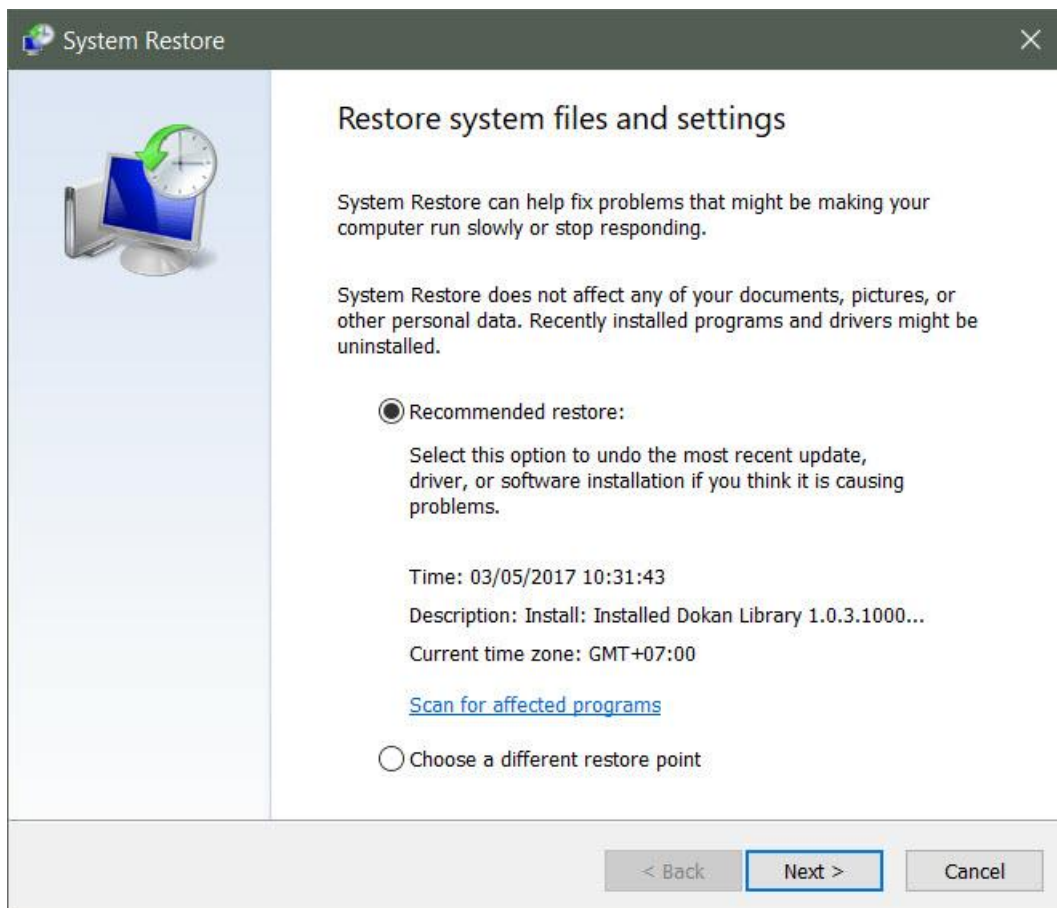 System Restore
Restore system files and settings
System Restore can help fix problems that might be making your
computer run slowly or stop responding.
System Restore does not affect any of your documents, pictures, or
other personal data. Recently installed programs and drivers might be
uninstalled.
Recommended restore:
Select this option to undo the most recent update,
driver, or software installation if you think it is causing
problems.
Time: 03/05/2017 10:31:43
Description: Install: Installed Dokan Library 1.0.3.1000...
Current time zone: GMT+07:00
Scan for affected programs
Choose a different restore point
< Back Next > Cancel